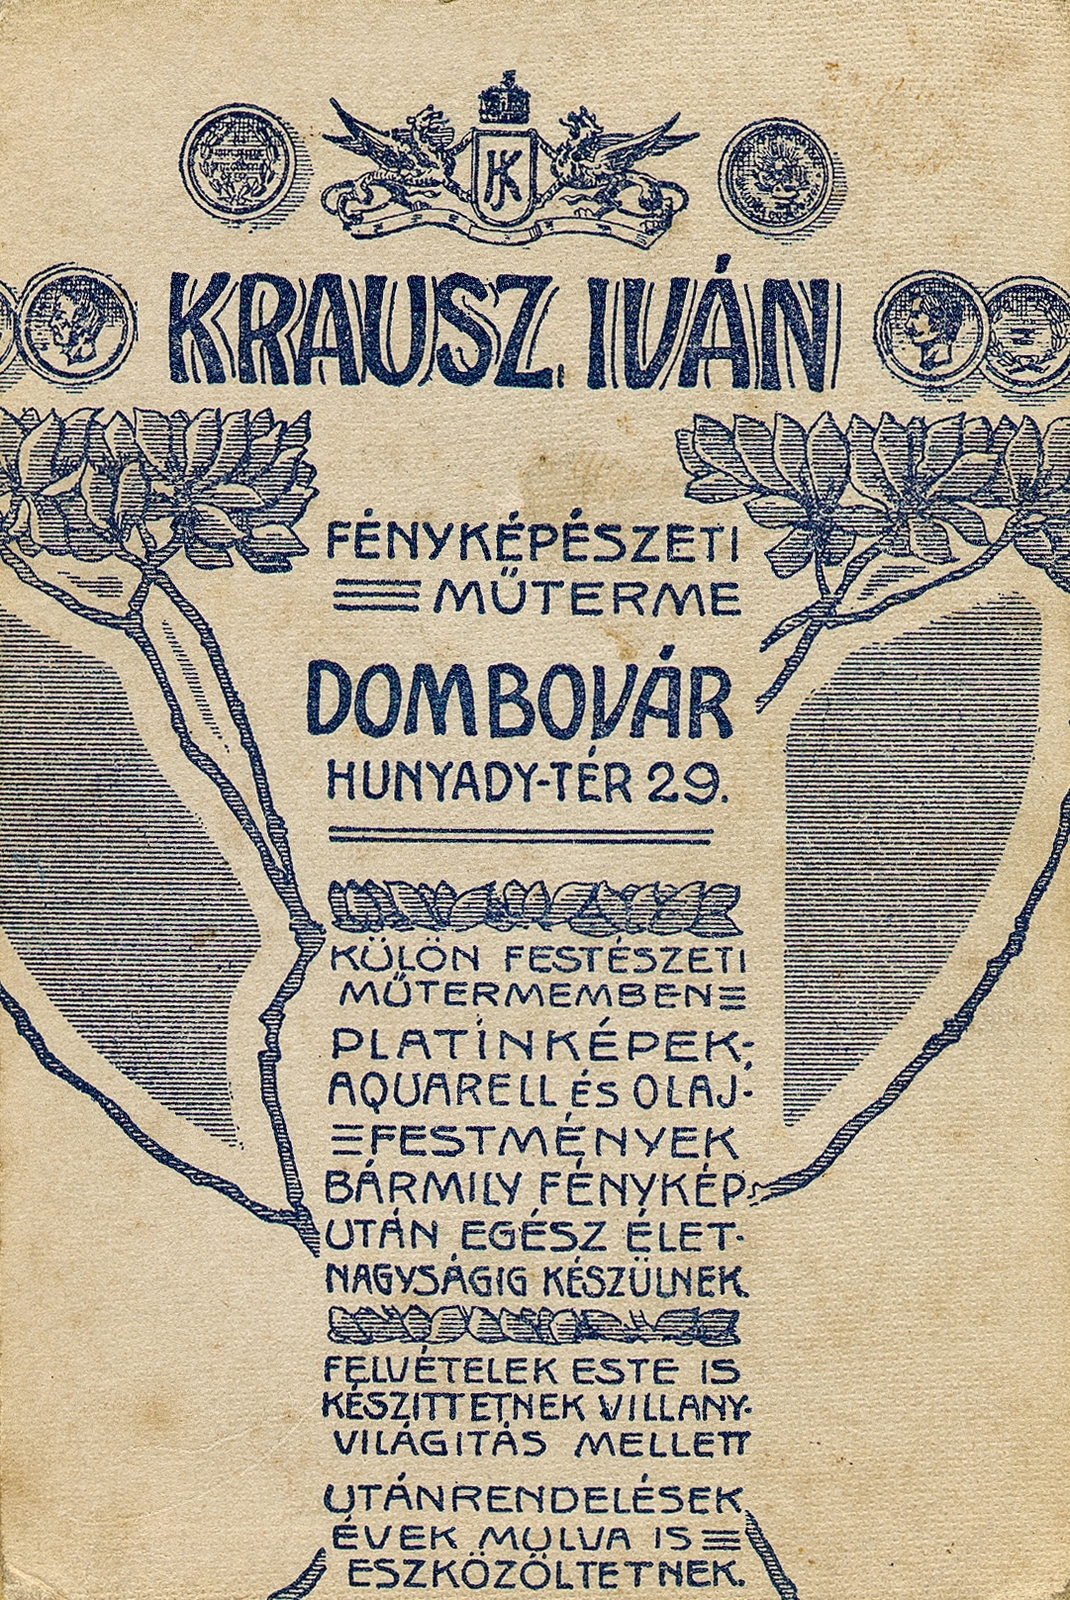 KRAUSZ IVÁN
FÉNYKÉPÉSZETI
MŰTERME
DOMBOVÁR
HUNYADY-TÉR 29.
KÜLÖN FESTÉSZETI
MŰTERMEMBEN
PLATINKÉPEK,
AQUARELL ÉS OLAJ-
FESTMÉNYEK
BÁRMILY FÉNYKÉP
UTÁN EGÉSZ ÉLET-
NAGYSÁGIG KÉSZÜLNEK.
FELVÉTELEK ESTE IS
KÉSZITTETNEK VILLANY-
VILÁGITÁS MELLETT
UTÁNRENDELÉSEK
ÉVEK MULVA IS
ESZKÖZÖLTETNEK.